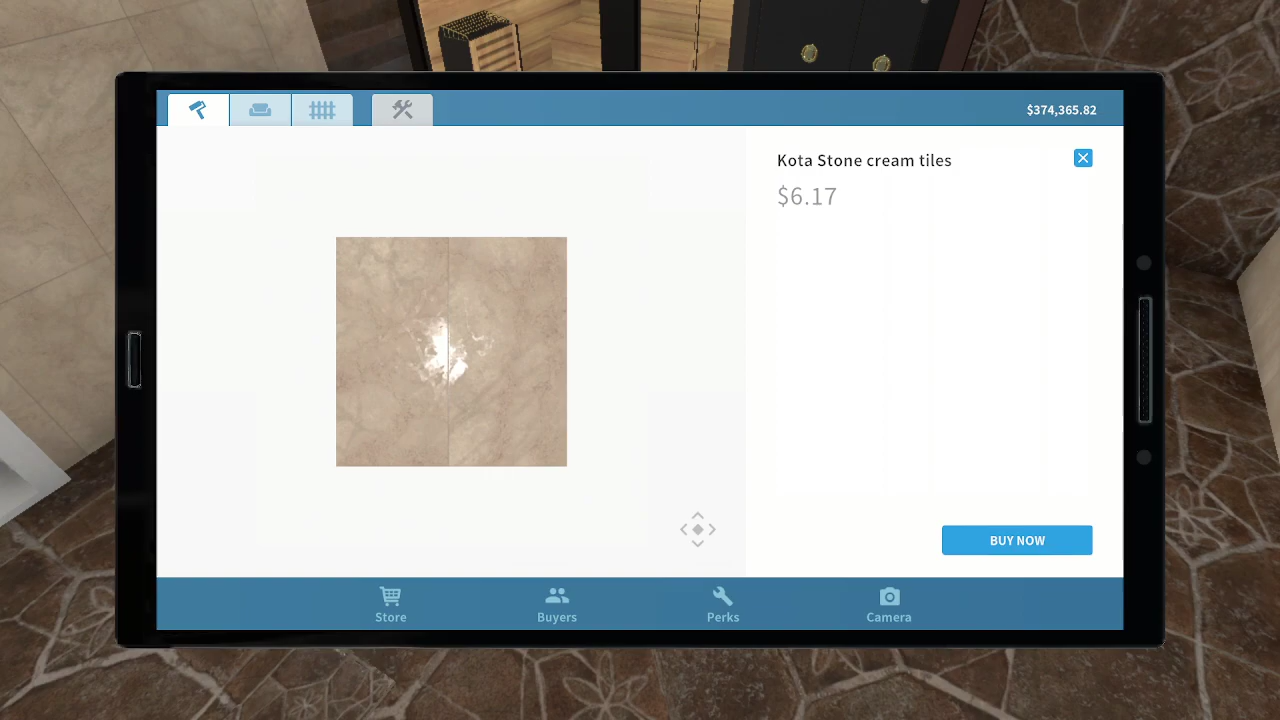 $374,365.82
Kota Stone cream tiles
$6.17
BUY NOW
Store
Buyers
Perks
Camera